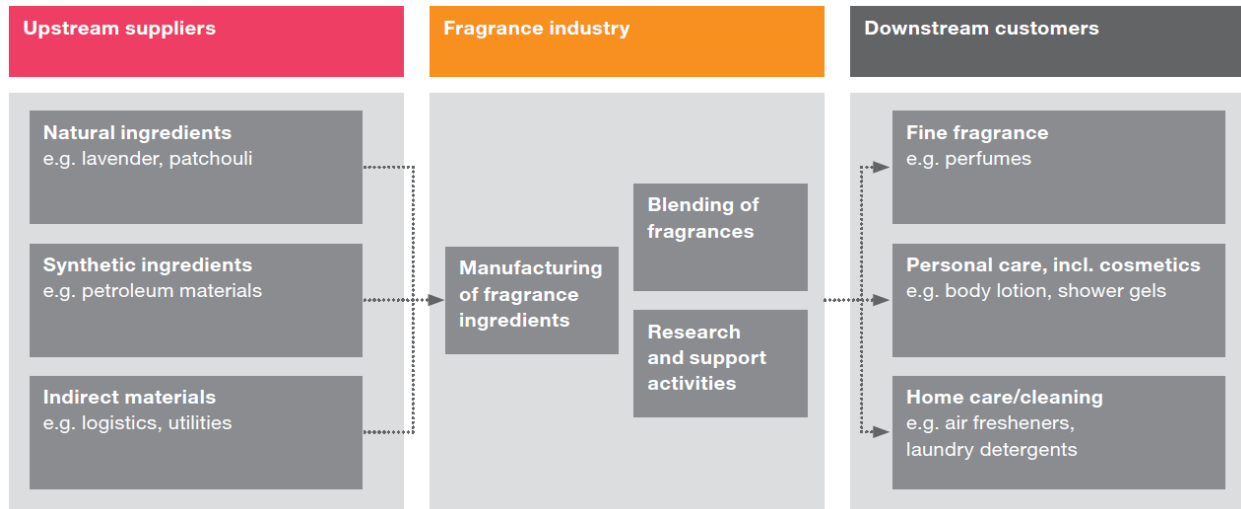 Upstream suppliers
Natural ingredients
e.g. lavender, patchouli
Synthetic ingredients
e.g. petroleum materials
Indirect materials
e.g. logistics, utilities
Fragrance industry
Manufacturing
of fragrance
ingredients
Blending of
fragrances
Research
and support
activities
Downstream customers
Fine fragrance
e.g. perfumes
Personal care, incl. cosmetics
e.g. body lotion, shower gels
Home care/cleaning
e.g. air fresheners,
laundry detergents